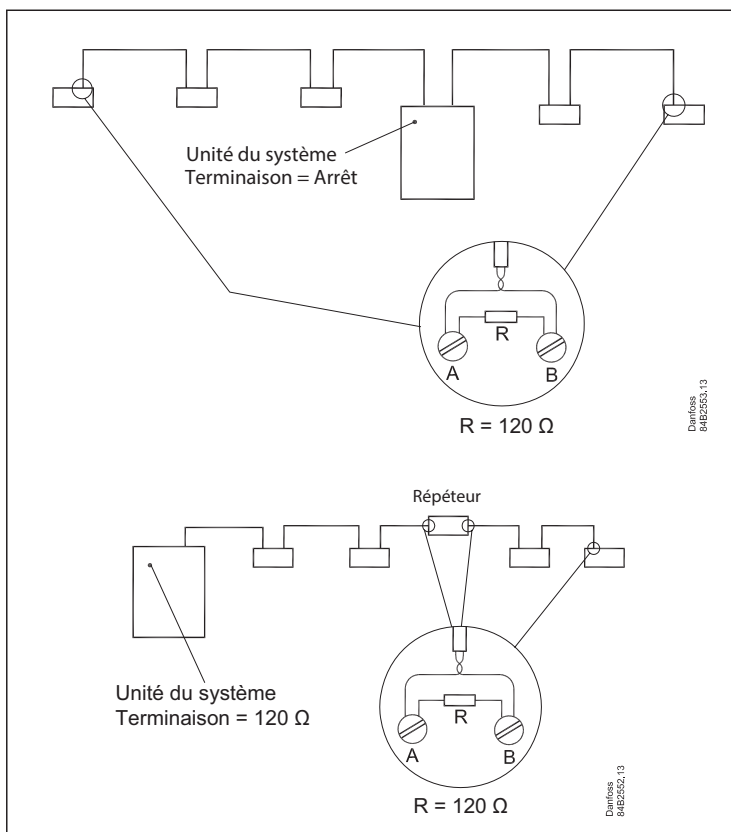 Unité du système
Terminaison = Arrêt
R
A
B
R = 120 Ω
Danfoss
84B2553.13
Répéteur
Unité du système
Terminaison = 120 Ω
R
A
B
R = 120 Ω
Danfoss
84B2552.13